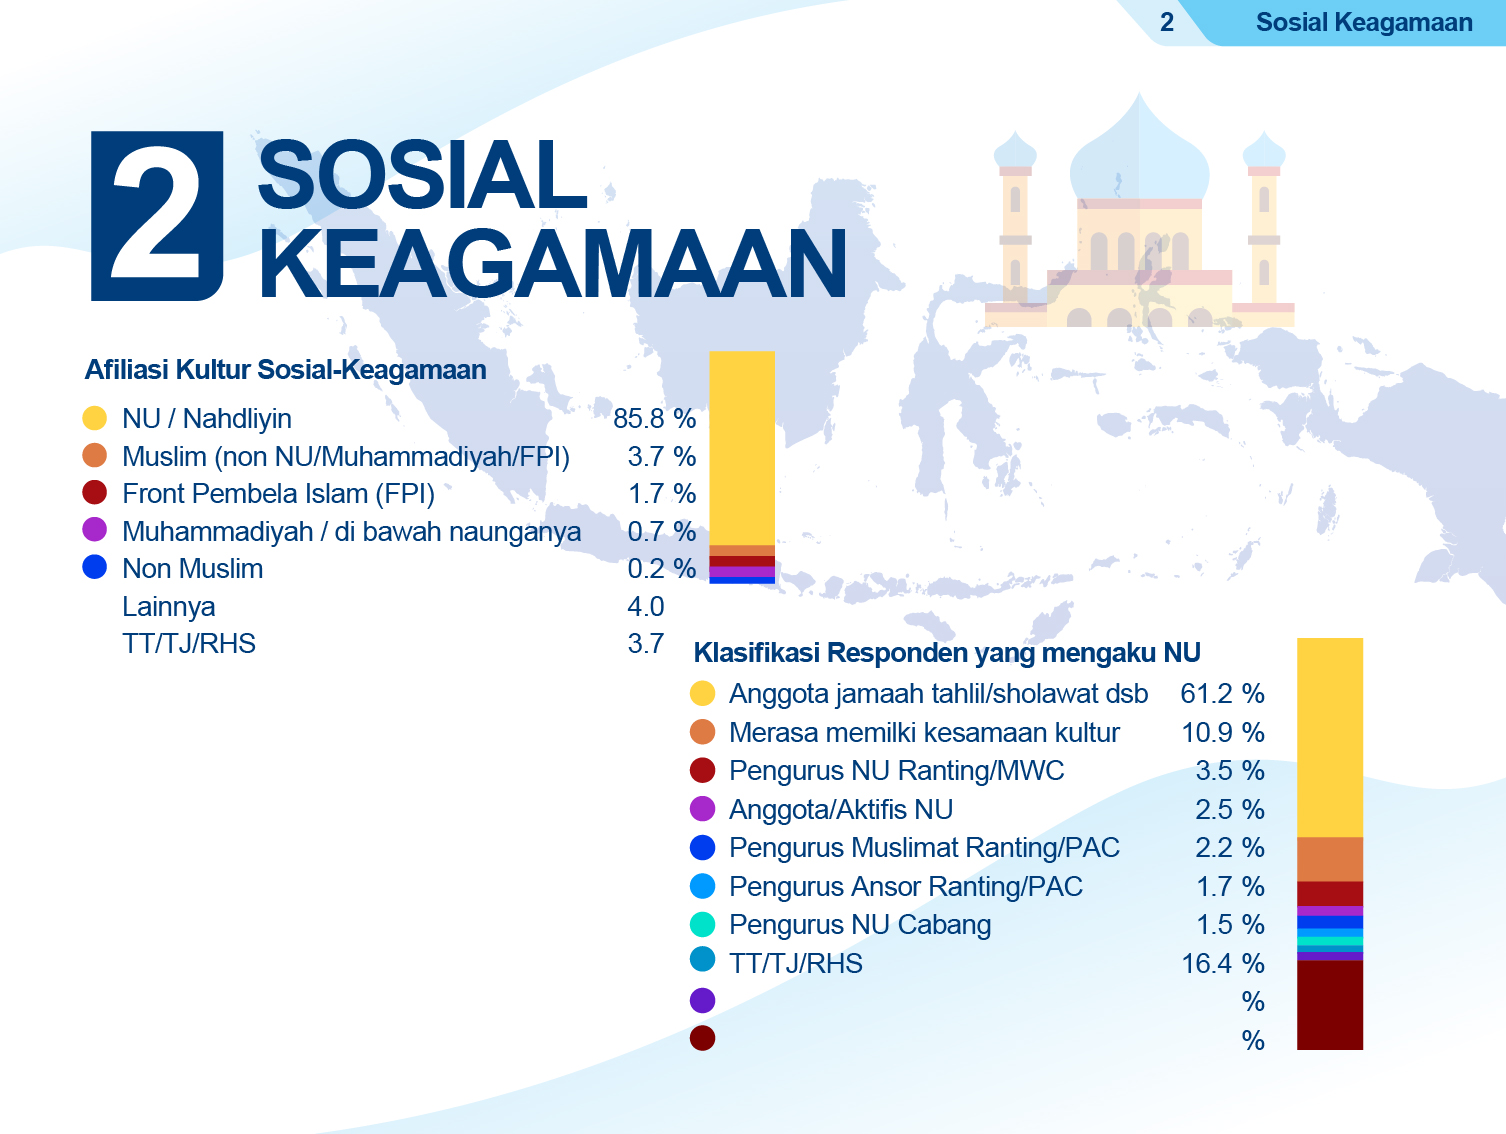 2 Sosial Keagamaan
2 SOSIAL
KEAGAMAAN
Afiliasi Kultur Sosial-Keagamaan
NU / Nahdliyin 85.8 %
Muslim (non NU/Muhammadiyah/FPI) 3.7 %
Front Pembela Islam (FPI) 1.7 %
Muhammadiyah / di bawah naunganya 0.7 %
Non Muslim 0.2 %
Lainnya 4.0
TT/TJ/RHS 3.7
Klasifikasi Responden yang mengaku NU
Anggota jamaah tahlil/sholawat dsb 61.2 %
Merasa memilki kesamaan kultur 10.9 %
Pengurus NU Ranting/MWC 3.5 %
Anggota/Aktifis NU 2.5 %
Pengurus Muslimat Ranting/PAC 2.2 %
Pengurus Ansor Ranting/PAC 1.7 %
Pengurus NU Cabang 1.5 %
TT/TJ/RHS 16.4 %
%
%